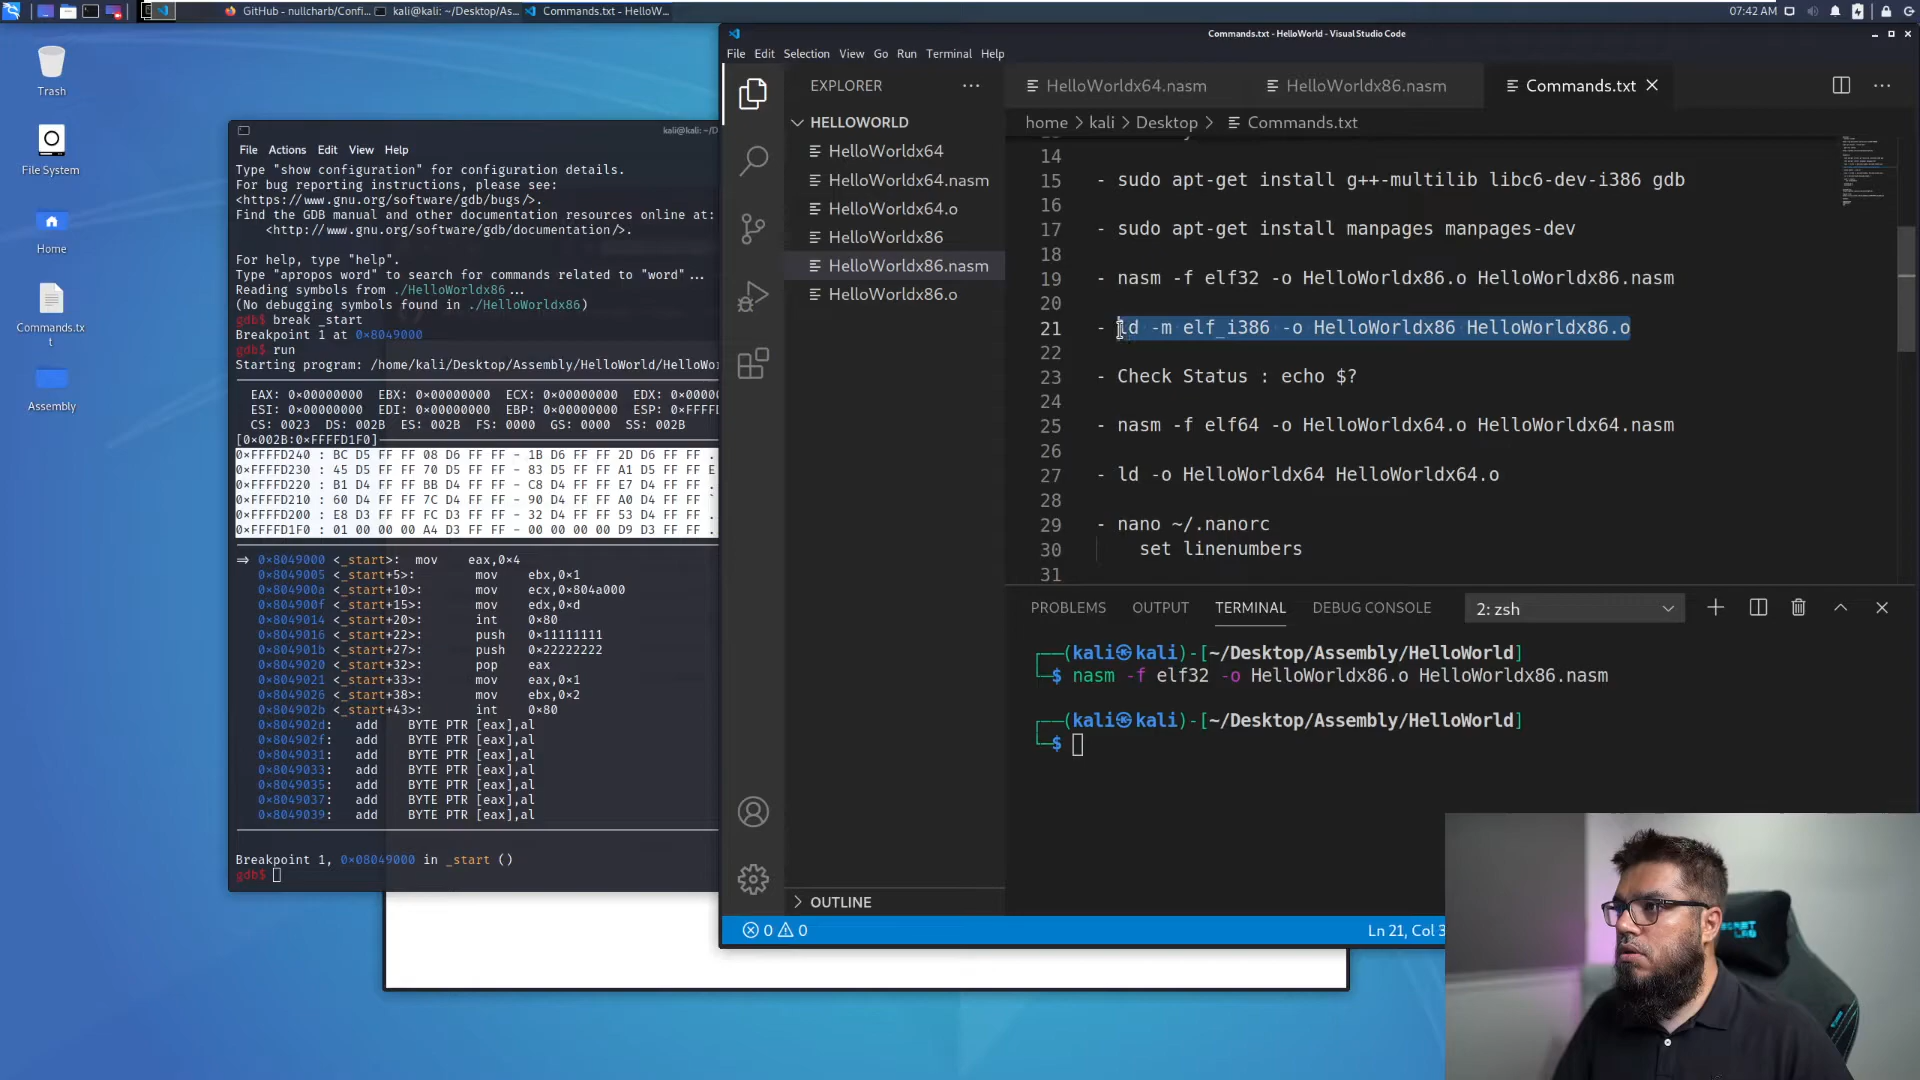 GitHub - nullcharb/Confi...
kali@kali: ~/Desktop/As...
Commands.txt - HelloW...
07:42 AM
Trash
File System
Home
Commands.tx
t
Assembly
kali@kali: ~/D
File Actions Edit View Help
Type "show configuration" for configuration details.
For bug reporting instructions, please see:
<https://www.gnu.org/software/gdb/bugs/>.
Find the GDB manual and other documentation resources online at:
<http://www.gnu.org/software/gdb/documentation/>.
For help, type "help".
Type "apropos word" to search for commands related to "word"...
Reading symbols from ./HelloWorldx86...
(No debugging symbols found in ./HelloWorldx86)
gdb$ break _start
Breakpoint 1 at 0x8049000
gdb$ run
Starting program: /home/kali/Desktop/Assembly/HelloWorld/HelloWor
EAX: 0x00000000 EBX: 0x00000000 ECX: 0x00000000 EDX: 0x0000
ESI: 0x00000000 EDI: 0x00000000 EBP: 0x00000000 ESP: 0xFFFFD
CS: 0023 DS: 002B ES: 002B FS: 0000 GS: 0000 SS: 002B
[0x002B:0xFFFFD1F0]
0xFFFFD240 : BC D5 FF FF 08 D6 FF FF - 1B D6 FF FF 2D D6 FF FF .
0xFFFFD230 : 45 D5 FF FF 70 D5 FF FF - 83 D5 FF FF A1 D5 FF FF E
0xFFFFD220 : B1 D4 FF FF BB D4 FF FF - C8 D4 FF FF E7 D4 FF FF .
0xFFFFD210 : 60 D4 FF FF 7C D4 FF FF - 90 D4 FF FF A0 D4 FF FF `
0xFFFFD200 : E8 D3 FF FF FC D3 FF FF - 32 D4 FF FF 53 D4 FF FF .
0xFFFFD1F0 : 01 00 00 00 A4 D3 FF FF - 00 00 00 00 D9 D3 FF FF .
=> 0x8049000 <_start>: mov eax,0x4
0x8049005 <_start+5>: mov ebx,0x1
0x804900a <_start+10>: mov ecx,0x804a000
0x804900f <_start+15>: mov edx,0xd
0x8049014 <_start+20>: int 0x80
0x8049016 <_start+22>: push 0x11111111
0x804901b <_start+27>: push 0x22222222
0x8049020 <_start+32>: pop eax
0x8049021 <_start+33>: mov eax,0x1
0x8049026 <_start+38>: mov ebx,0x2
0x804902b <_start+43>: int 0x80
0x804902d: add BYTE PTR [eax],al
0x804902f: add BYTE PTR [eax],al
0x8049031: add BYTE PTR [eax],al
0x8049033: add BYTE PTR [eax],al
0x8049035: add BYTE PTR [eax],al
0x8049037: add BYTE PTR [eax],al
0x8049039: add BYTE PTR [eax],al
Breakpoint 1, 0x08049000 in _start ()
gdb$
Commands.txt - HelloWorld - Visual Studio Code
File Edit Selection View Go Run Terminal Help
EXPLORER
HELLOWORLD
HelloWorldx64
HelloWorldx64.nasm
HelloWorldx64.o
HelloWorldx86
HelloWorldx86.nasm
HelloWorldx86.o
OUTLINE
HelloWorldx64.nasm HelloWorldx86.nasm Commands.txt
home > kali > Desktop > Commands.txt
14
15 - sudo apt-get install g++-multilib libc6-dev-i386 gdb
16
17 - sudo apt-get install manpages manpages-dev
18
19 - nasm -f elf32 -o HelloWorldx86.o HelloWorldx86.nasm
20
21 - ld -m elf_i386 -o HelloWorldx86 HelloWorldx86.o
22
23 - Check Status : echo $?
24
25 - nasm -f elf64 -o HelloWorldx64.o HelloWorldx64.nasm
26
27 - ld -o HelloWorldx64 HelloWorldx64.o
28
29 - nano ~/.nanorc
30 set linenumbers
31
PROBLEMS OUTPUT TERMINAL DEBUG CONSOLE 2: zsh
(kali㉿kali)-[~/Desktop/Assembly/HelloWorld]
$ nasm -f elf32 -o HelloWorldx86.o HelloWorldx86.nasm
(kali㉿kali)-[~/Desktop/Assembly/HelloWorld]
$
0 0
Ln 21, Col 3